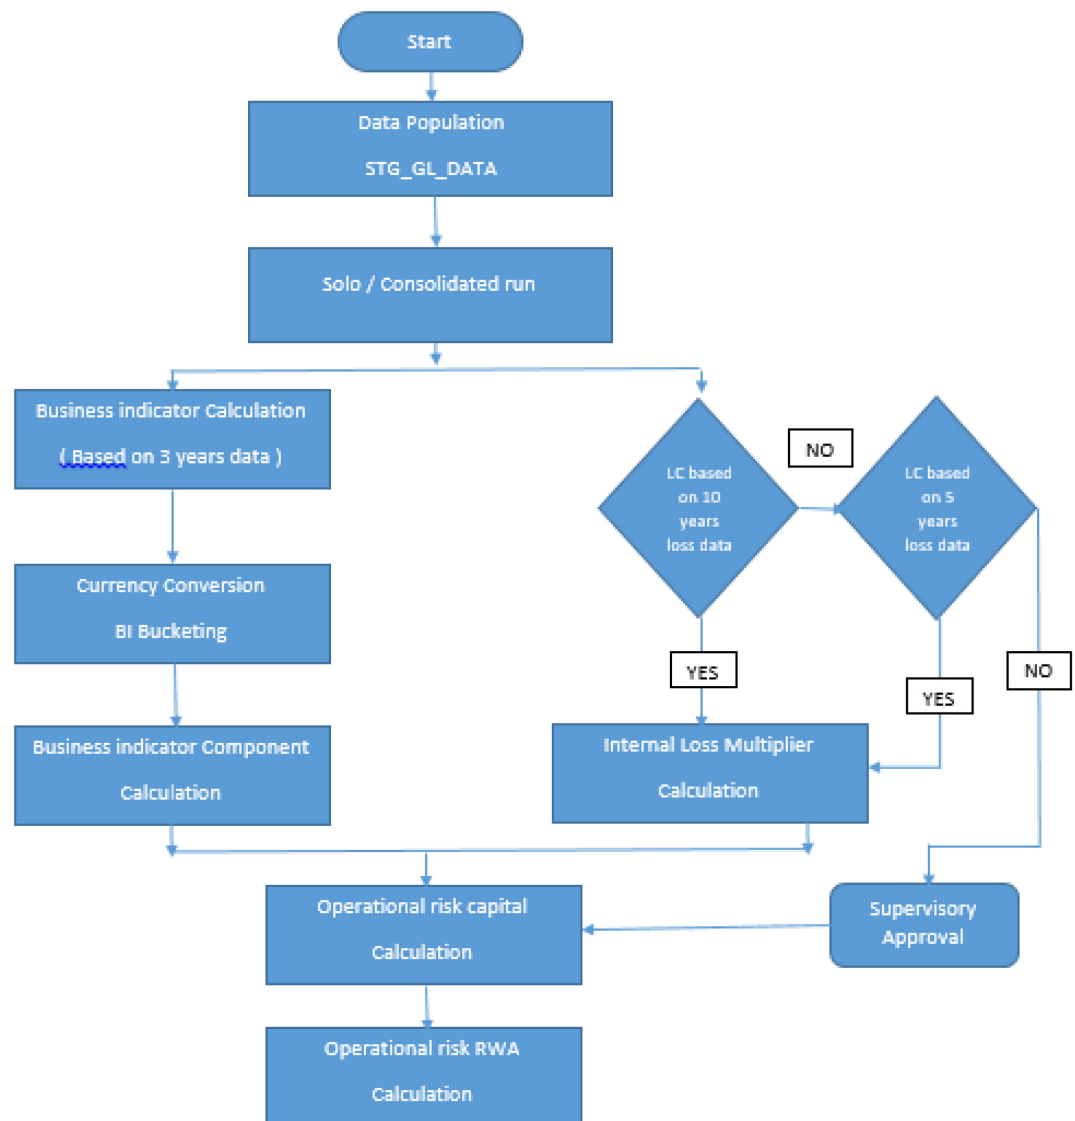 Start
Data Population
STG_GL_DATA
Solo / Consolidated run
Business indicator Calculation
( Based on 3 years data )
LC based
on 10
years
loss data
NO
LC based
on 5
years
loss data
Currency Conversion
BI Bucketing
YES
YES
NO
Business indicator Component
Calculation
Internal Loss Multiplier
Calculation
Operational risk capital
Calculation
Supervisory
Approval
Operational risk RWA
Calculation